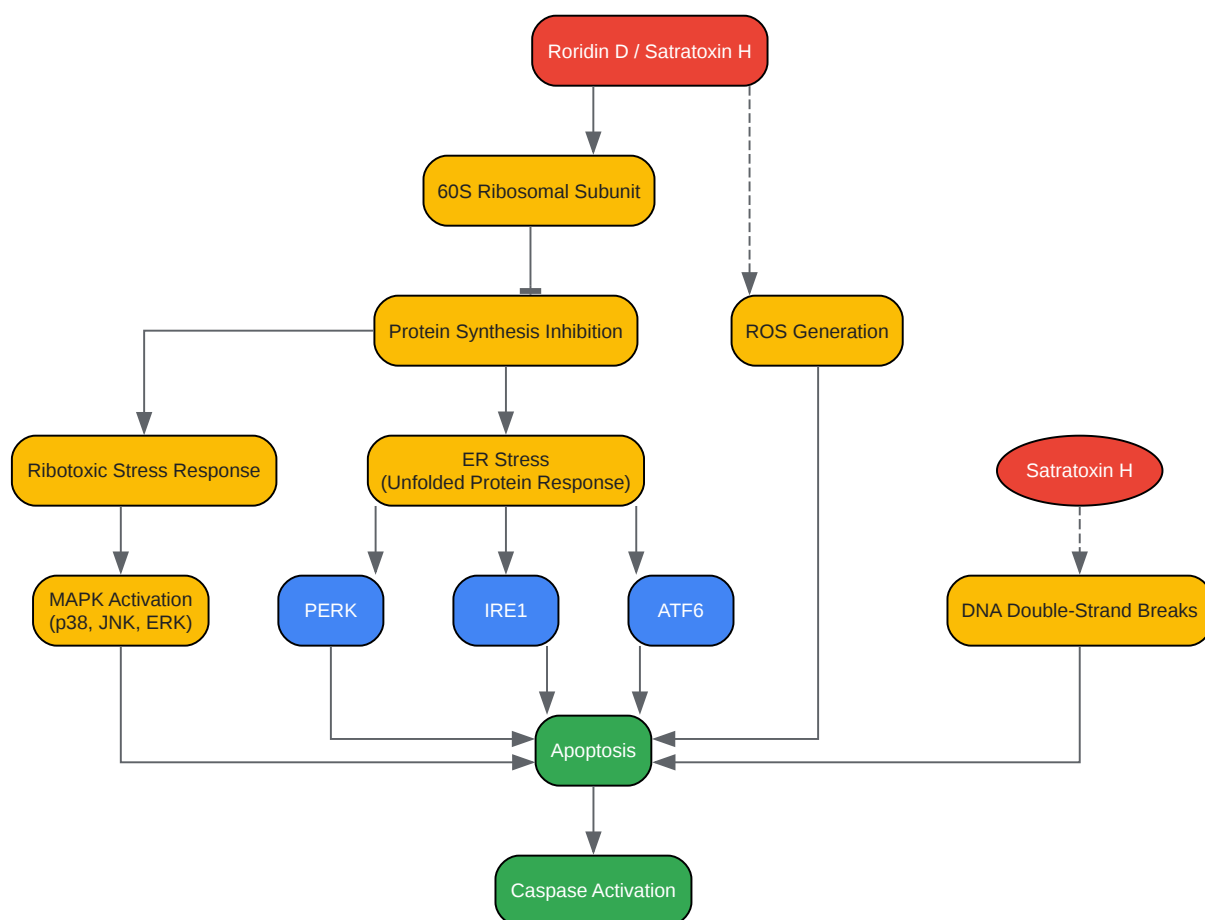 Roridin D / Satratoxin H
60S Ribosomal Subunit
Protein Synthesis Inhibition
ROS Generation
Ribotoxic Stress Response
ER Stress
(Unfolded Protein Response)
Satratoxin H
MAPK Activation
(p38, JNK, ERK)
PERK
IRE1
ATF6
DNA Double-Strand Breaks
Apoptosis
Caspase Activation